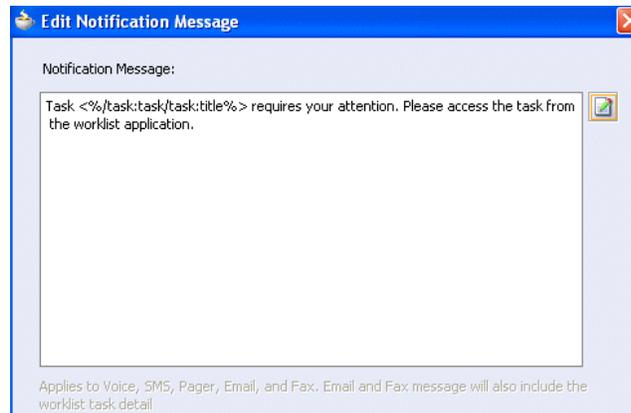 Edit Notification Message
Notification Message:
Task <%/task:task/task:title%> requires your attention. Please access the task from
the worklist application.
Applies to Voice, SMS, Pager, Email, and Fax. Email and Fax message will also include the
worklist task detail